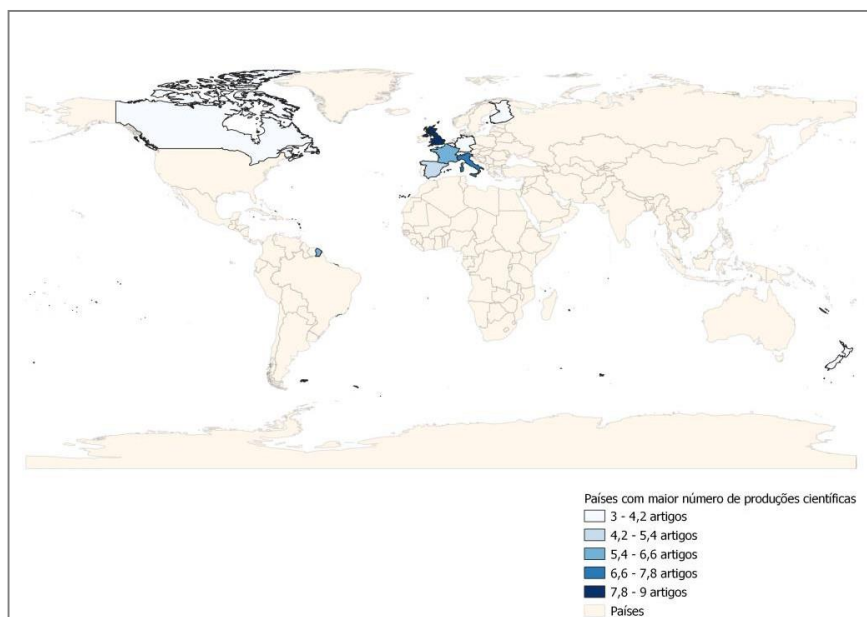 Países com maior número de produções científicas
3 - 4,2 artigos
4,2 - 5,4 artigos
5,4 - 6,6 artigos
6,6 - 7,8 artigos
7,8 - 9 artigos
Países